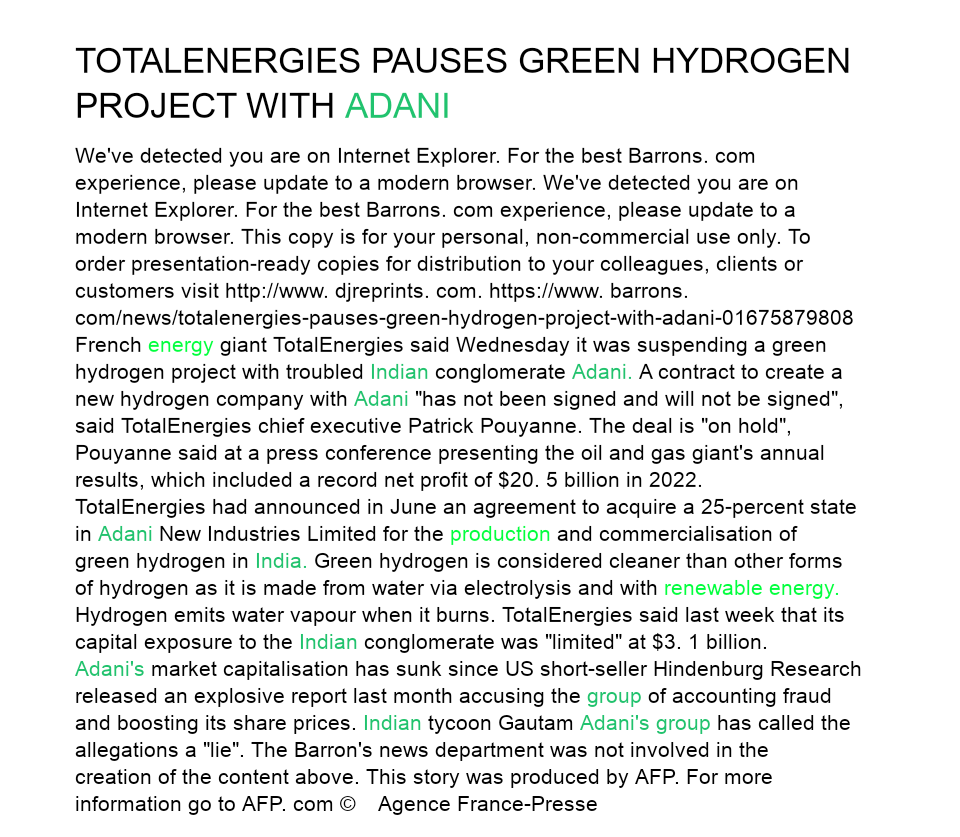 TOTALENERGIES PAUSES GREEN HYDROGEN
PROJECT WITH ADANI
We've detected you are on Internet Explorer. For the best Barrons. com
experience, please update to a modern browser. We've detected you are on
Internet Explorer. For the best Barrons. com experience, please update to a
modern browser. This copy is for your personal, non-commercial use only. To
order presentation-ready copies for distribution to your colleagues, clients or
customers visit http://www. djreprints. com. https://www. barrons.
com/news/totalenergies-pauses-green-hydrogen-project-with-adani-01675879808
French energy giant TotalEnergies said Wednesday it was suspending a green
hydrogen project with troubled Indian conglomerate Adani. A contract to create a
new hydrogen company with Adani "has not been signed and will not be signed",
said TotalEnergies chief executive Patrick Pouyanne. The deal is "on hold",
Pouyanne said at a press conference presenting the oil and gas giant's annual
results, which included a record net profit of $20. 5 billion in 2022.
TotalEnergies had announced in June an agreement to acquire a 25-percent state
in Adani New Industries Limited for the production and commercialisation of
green hydrogen in India. Green hydrogen is considered cleaner than other forms
of hydrogen as it is made from water via electrolysis and with renewable energy.
Hydrogen emits water vapour when it burns. TotalEnergies said last week that its
capital exposure to the Indian conglomerate was "limited" at $3. 1 billion.
Adani's market capitalisation has sunk since US short-seller Hindenburg Research
released an explosive report last month accusing the group of accounting fraud
and boosting its share prices. Indian tycoon Gautam Adani's group has called the
allegations a "lie". The Barron's news department was not involved in the
creation of the content above. This story was produced by AFP. For more
information go to AFP. com © Agence France-Presse